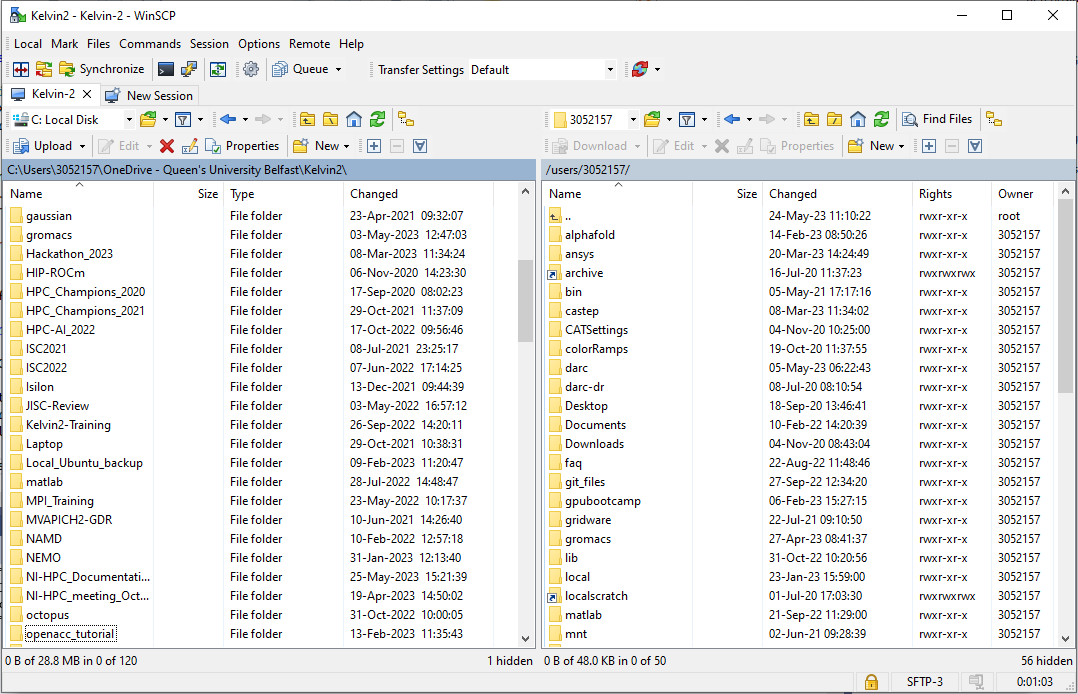 Kelvin2 - Kelvin-2 - WinSCP
Local Mark Files Commands Session Options Remote Help
Synchronize Queue Transfer Settings Default
Kelvin-2 New Session
C: Local Disk 3052157 Find Files
Upload Edit Properties New Download Edit Properties New
C:\Users\3052157\OneDrive - Queen's University Belfast\Kelvin2\ /users/3052157/
Name Size Type Changed Name Size Changed Rights Owner
gaussian File folder 23-Apr-2021 09:32:07 .. 24-May-23 11:10:22 rwxr-xr-x root
gromacs File folder 03-May-2023 12:47:03 alphafold 14-Feb-23 08:50:26 rwxr-xr-x 3052157
Hackathon_2023 File folder 08-Mar-2023 11:34:24 ansys 20-Mar-23 14:24:49 rwxr-xr-x 3052157
HIP-ROCm File folder 06-Nov-2020 14:23:30 archive 16-Jul-20 11:37:23 rwxrwxrwx 3052157
HPC_Champions_2020 File folder 17-Sep-2020 08:02:23 bin 05-May-21 17:17:16 rwxr-xr-x 3052157
HPC_Champions_2021 File folder 29-Oct-2021 11:37:09 castep 08-Mar-23 11:34:02 rwxr-xr-x 3052157
HPC-AI_2022 File folder 17-Oct-2022 09:56:46 CATSettings 04-Nov-20 10:25:00 rwxr-xr-x 3052157
ISC2021 File folder 08-Jul-2021 23:25:17 colorRamps 19-Oct-20 11:37:55 rwxr-xr-x 3052157
ISC2022 File folder 07-Jun-2022 17:14:25 darc 05-May-23 06:22:43 rwxr-xr-x 3052157
Isilon File folder 13-Dec-2021 09:44:39 darc-dr 08-Jul-20 08:10:54 rwxr-xr-x 3052157
JISC-Review File folder 03-May-2022 16:57:12 Desktop 18-Sep-20 13:46:41 rwxr-xr-x 3052157
Kelvin2-Training File folder 26-Sep-2022 14:20:11 Documents 10-Feb-22 14:20:39 rwxr-xr-x 3052157
Laptop File folder 29-Oct-2021 10:38:31 Downloads 04-Nov-20 08:43:04 rwxr-xr-x 3052157
Local_Ubuntu_backup File folder 09-Feb-2023 11:20:47 faq 22-Aug-22 11:48:46 rwxr-xr-x 3052157
matlab File folder 28-Jul-2022 14:48:47 git_files 27-Sep-22 12:34:20 rwxr-xr-x 3052157
MPI_Training File folder 23-May-2022 10:17:37 gpubootcamp 06-Feb-23 15:27:15 rwxr-xr-x 3052157
MVAPICH2-GDR File folder 10-Jun-2021 14:26:40 gridware 22-Jul-21 09:10:50 rwxr-xr-x 3052157
NAMD File folder 10-Feb-2022 12:57:18 gromacs 27-Apr-23 08:41:37 rwxr-xr-x 3052157
NEMO File folder 31-Jan-2023 12:13:40 lib 31-Oct-22 10:20:56 rwxr-xr-x 3052157
NI-HPC_Documentati... File folder 25-May-2023 15:21:39 local 23-Jan-23 15:59:00 rwxr-xr-x 3052157
NI-HPC_meeting_Oct... File folder 19-Apr-2023 14:50:02 localscratch 01-Jul-20 17:03:30 rwxrwxrwx 3052157
octopus File folder 31-Oct-2022 10:00:05 matlab 21-Sep-22 11:29:00 rwxr-xr-x 3052157
openacc_tutorial File folder 13-Feb-2023 11:35:43 mnt 02-Jun-21 09:28:39 rwxr-xr-x 3052157
0 B of 28.8 MB in 0 of 120 1 hidden 0 B of 48.0 KB in 0 of 50 56 hidden
SFTP-3 0:01:03